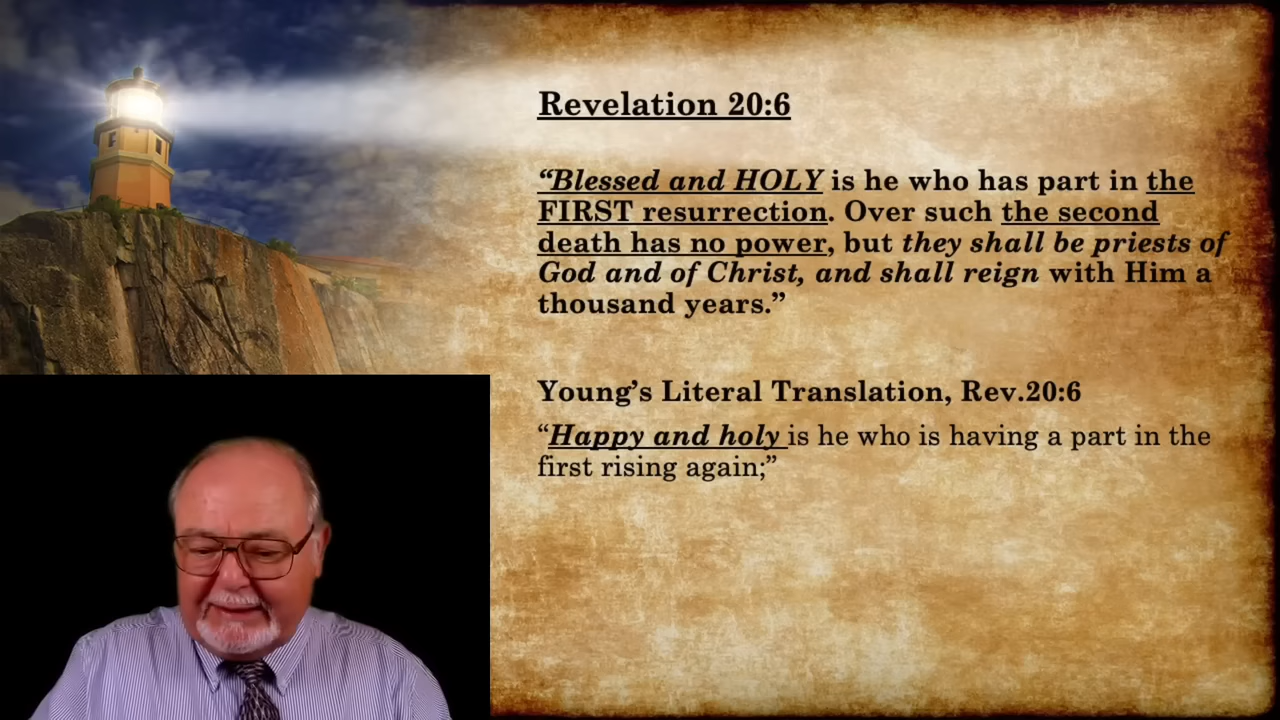 Revelation 20:6
“Blessed and HOLY is he who has part in the
FIRST resurrection. Over such the second
death has no power, but they shall be priests of
God and of Christ, and shall reign with Him a
thousand years.”
Young’s Literal Translation, Rev.20:6
“Happy and holy is he who is having a part in the
first rising again;”